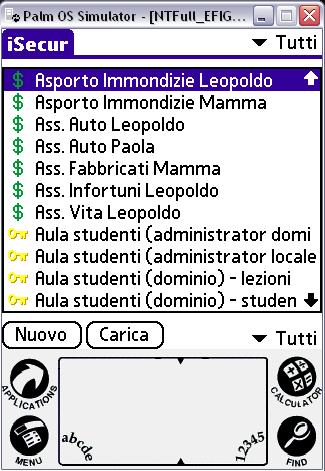 Palm OS Simulator - [NTFull_EFIG...
iSecur
Tutti
$ Asporto Immondizie Leopoldo
$ Asporto Immondizie Mamma
$ Ass. Auto Leopoldo
$ Ass. Auto Paola
$ Ass. Fabbricati Mamma
$ Ass. Infortuni Leopoldo
$ Ass. Vita Leopoldo
Aula studenti (administrator domi
Aula studenti (administrator locale
Aula studenti (dominio) - lezioni
Aula studenti (dominio) - studen
Nuovo Carica Tutti
APPLICATIONS
CALCULATOR
MENU
abcde
12345
FIND